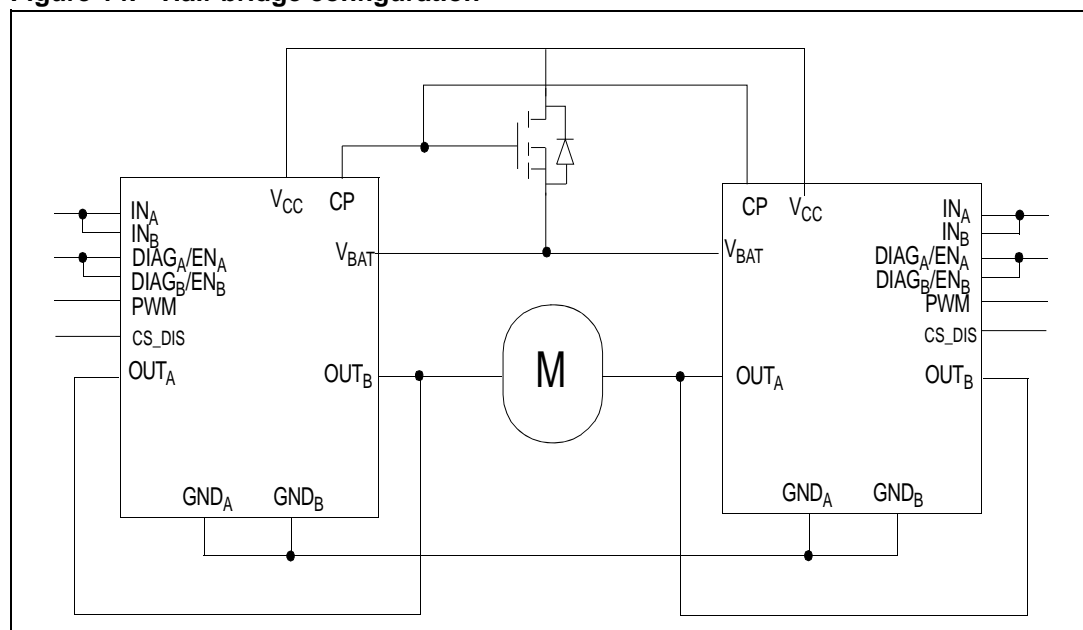 Figure Half-bridge configuration
VCC CP
INA
INB
DIAGA/ENA
DIAGB/ENB
PWM
CS_DIS
OUTA
VBAT
OUTB
GNDA GNDB
M
CP VCC
VBAT
INA
INB
DIAGA/ENA
DIAGB/ENB
PWM
CS_DIS
OUTA
OUTB
GNDA GNDB